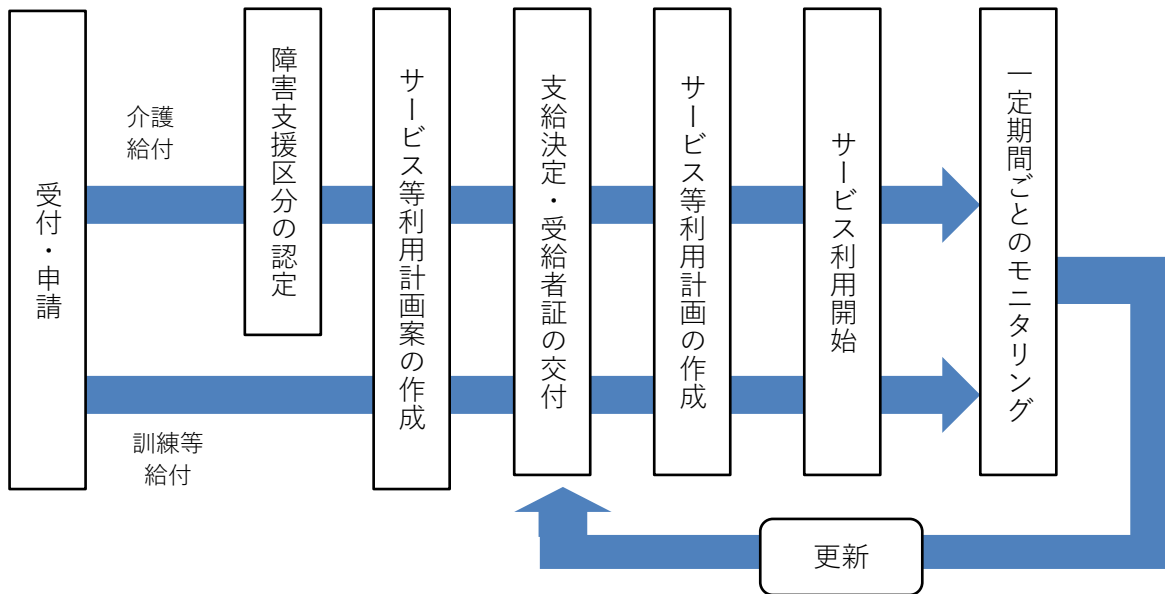 受付・申請
介護
給付
訓練等
給付
障害支援区分の認定
サービス等利用計画案の作成
支給決定・受給者証の交付
サービス等利用計画の作成
サービス利用開始
一定期間ごとのモニタリング
更新